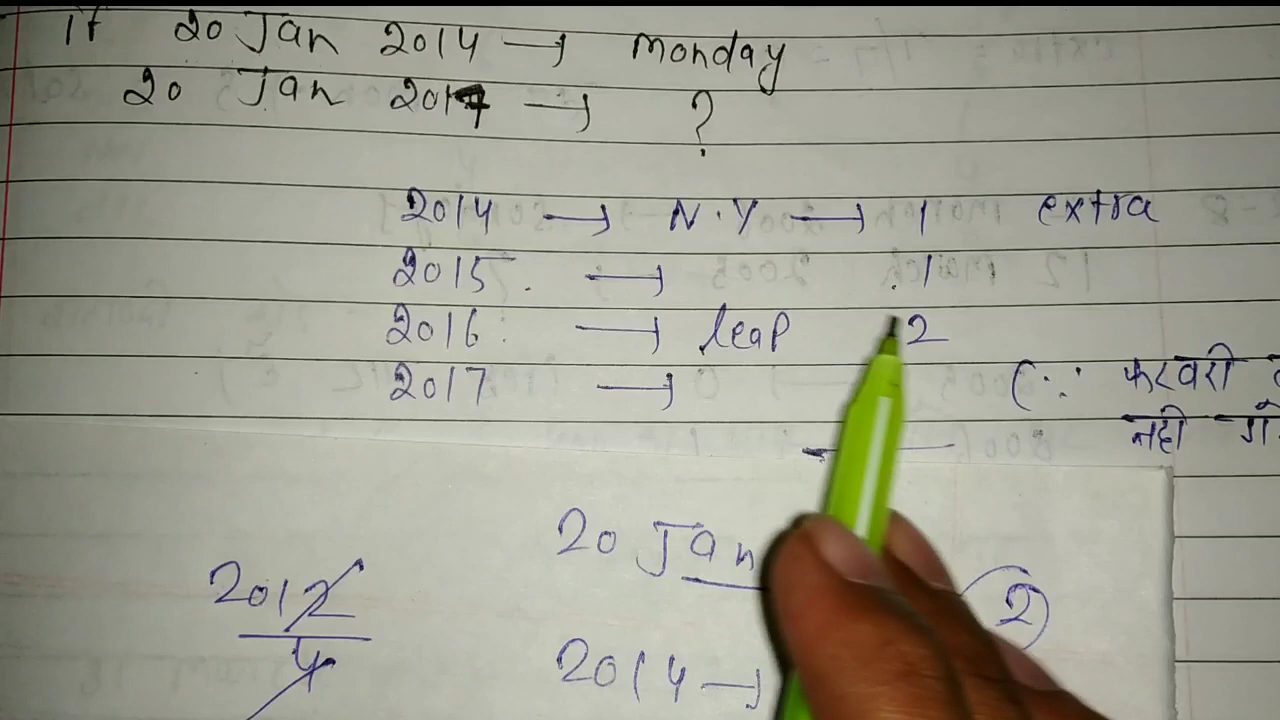 If 20 Jan 2014 → monday
20 Jan 2017 → ?
2014 → N.Y → 1 extra
2015 → 1
2016 → leap 2
2017 → (∵ फरवरी
नही
20 Jan
2012/4
2
2014 →